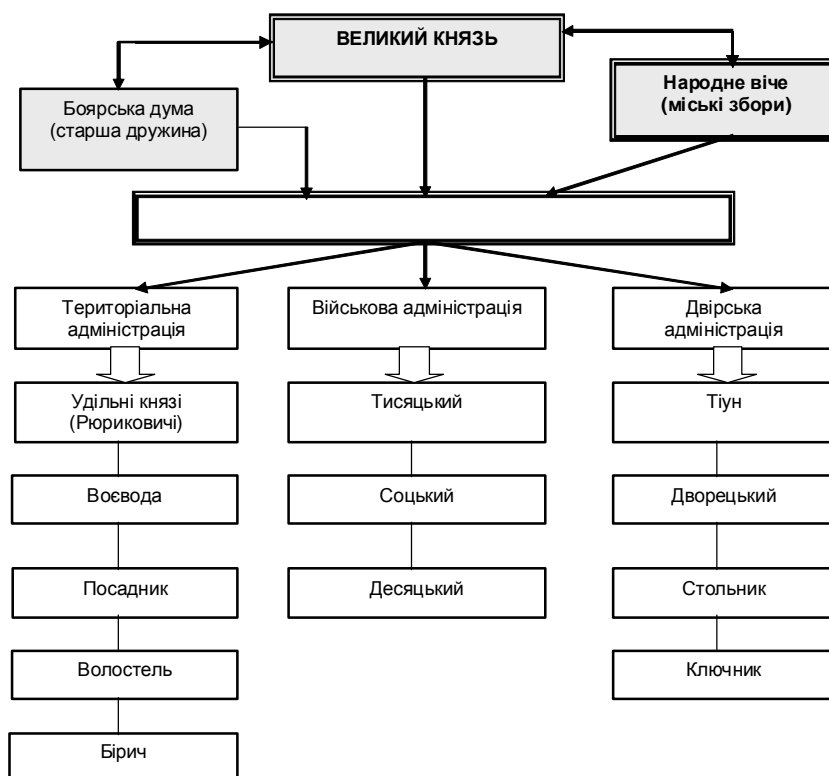 ВЕЛИКИЙ КНЯЗЬ
Боярська дума
(старша дружина)
Народне віче
(міські збори)
Територіальна
адміністрація
Військова адміністрація
Двірська
адміністрація
Удільні князі
(Рюриковичі)
Тисяцький
Тіун
Воєвода
Соцький
Дворецький
Посадник
Десяцький
Стольник
Волостель
Ключник
Бірич